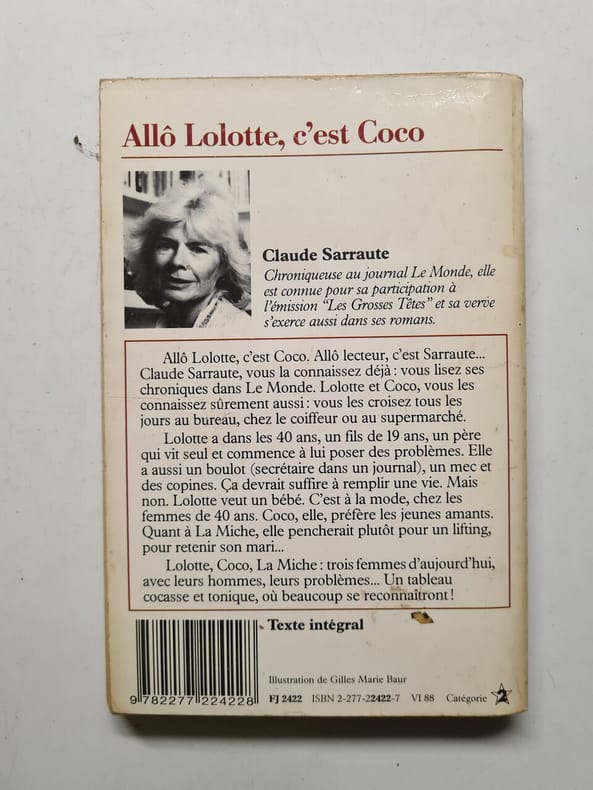 Allô Lolotte, c'est Coco
Claude Sarraute
Chroniqueuse au journal Le Monde, elle
est connue pour sa participation à
l'émission "Les Grosses Têtes" et sa verve
s'exerce aussi dans ses romans.
Allô Lolotte, c'est Coco. Allô lecteur, c'est Sarraute...
Claude Sarraute, vous la connaissez déjà : vous lisez ses
chroniques dans Le Monde. Lolotte et Coco, vous les
connaissez sûrement aussi : vous les croisez tous les
jours au bureau, chez le coiffeur ou au supermarché.
Lolotte a dans les 40 ans, un fils de 19 ans, un père
qui vit seul et commence à lui poser des problèmes. Elle
a aussi un boulot (secrétaire dans un journal), un mec et
des copines. Ça devrait suffire à remplir une vie. Mais
non. Lolotte veut un bébé. C'est à la mode, chez les
femmes de 40 ans. Coco, elle, préfère les jeunes amants.
Quant à La Miche, elle pencherait plutôt pour un lifting,
pour retenir son mari...
Lolotte, Coco, La Miche : trois femmes d'aujourd'hui,
avec leurs hommes, leurs problèmes... Un tableau
cocasse et tonique, où beaucoup se reconnaîtront !
Texte intégral
Illustration de Gilles Marie Baur
9 782277 224228 FJ 2422 ISBN 2-277-22422-7 VI 88 Catégorie 2